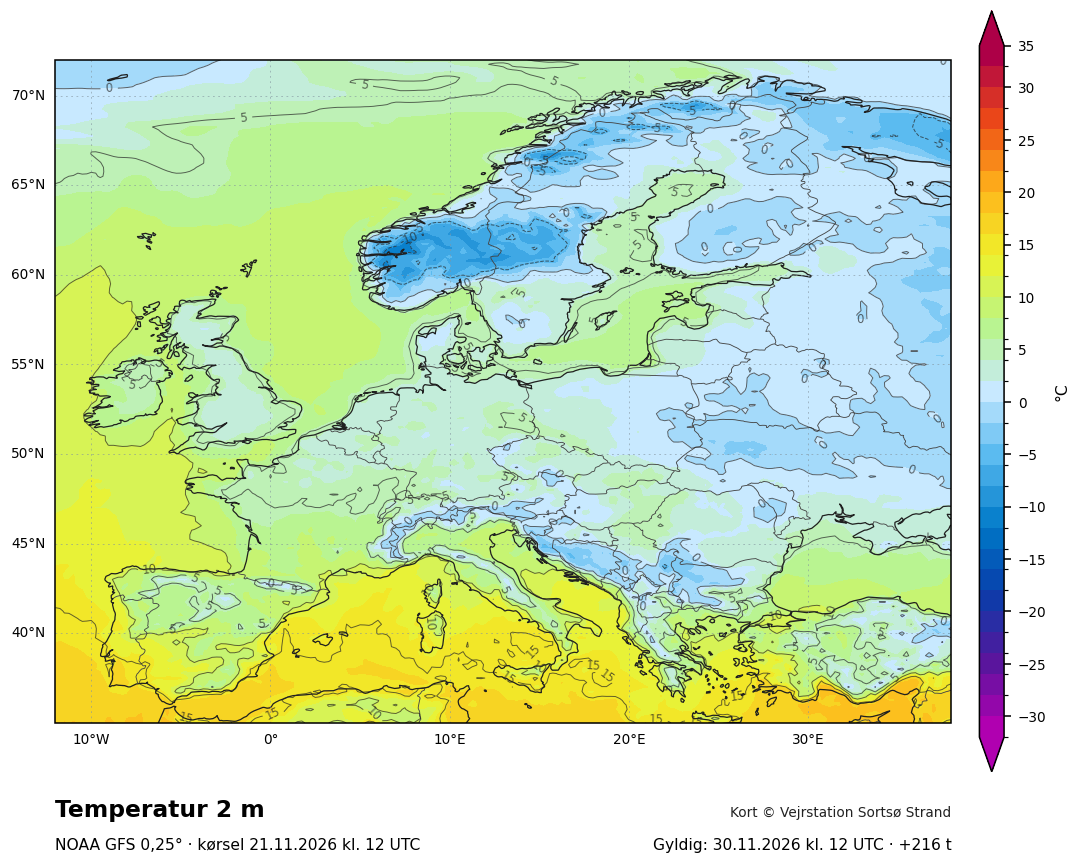 70°N
65°N
60°N
55°N
50°N
45°N
40°N
10°W
0°
10°E
20°E
30°E
35
30
25
20
15
10
5
0
−5
−10
−15
−20
−25
−30
°C
Temperatur 2 m
Kort © Vejrstation Sortsø Strand
NOAA GFS 0,25° · kørsel 21.11.2026 kl. 12 UTC
Gyldig: 30.11.2026 kl. 12 UTC · +216 t